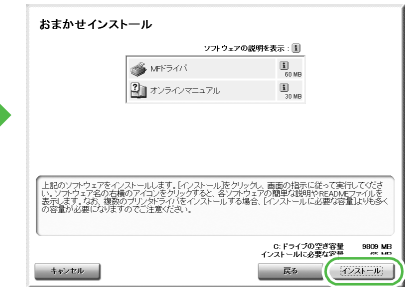 おまかせインストール
ソフトウェアの説明を表示：
MFドライバ
60 MB
オンラインマニュアル
30 MB
上記のソフトウェアをインストールします。[インストール]をクリックし、画面の指示に従って実行してくださ
い。ソフトウェア名の右横のアイコンをクリックすると、各ソフトウェアの簡単な説明やREADMEファイルを
表示します。なお、複数のプリンタドライバをインストールする場合、[インストールに必要な容量]よりも多く
の容量が必要になりますのでご注意ください。
C: ドライブの空き容量 9809 MB
インストールに必要な容量 MB
キャンセル
戻る
インストール